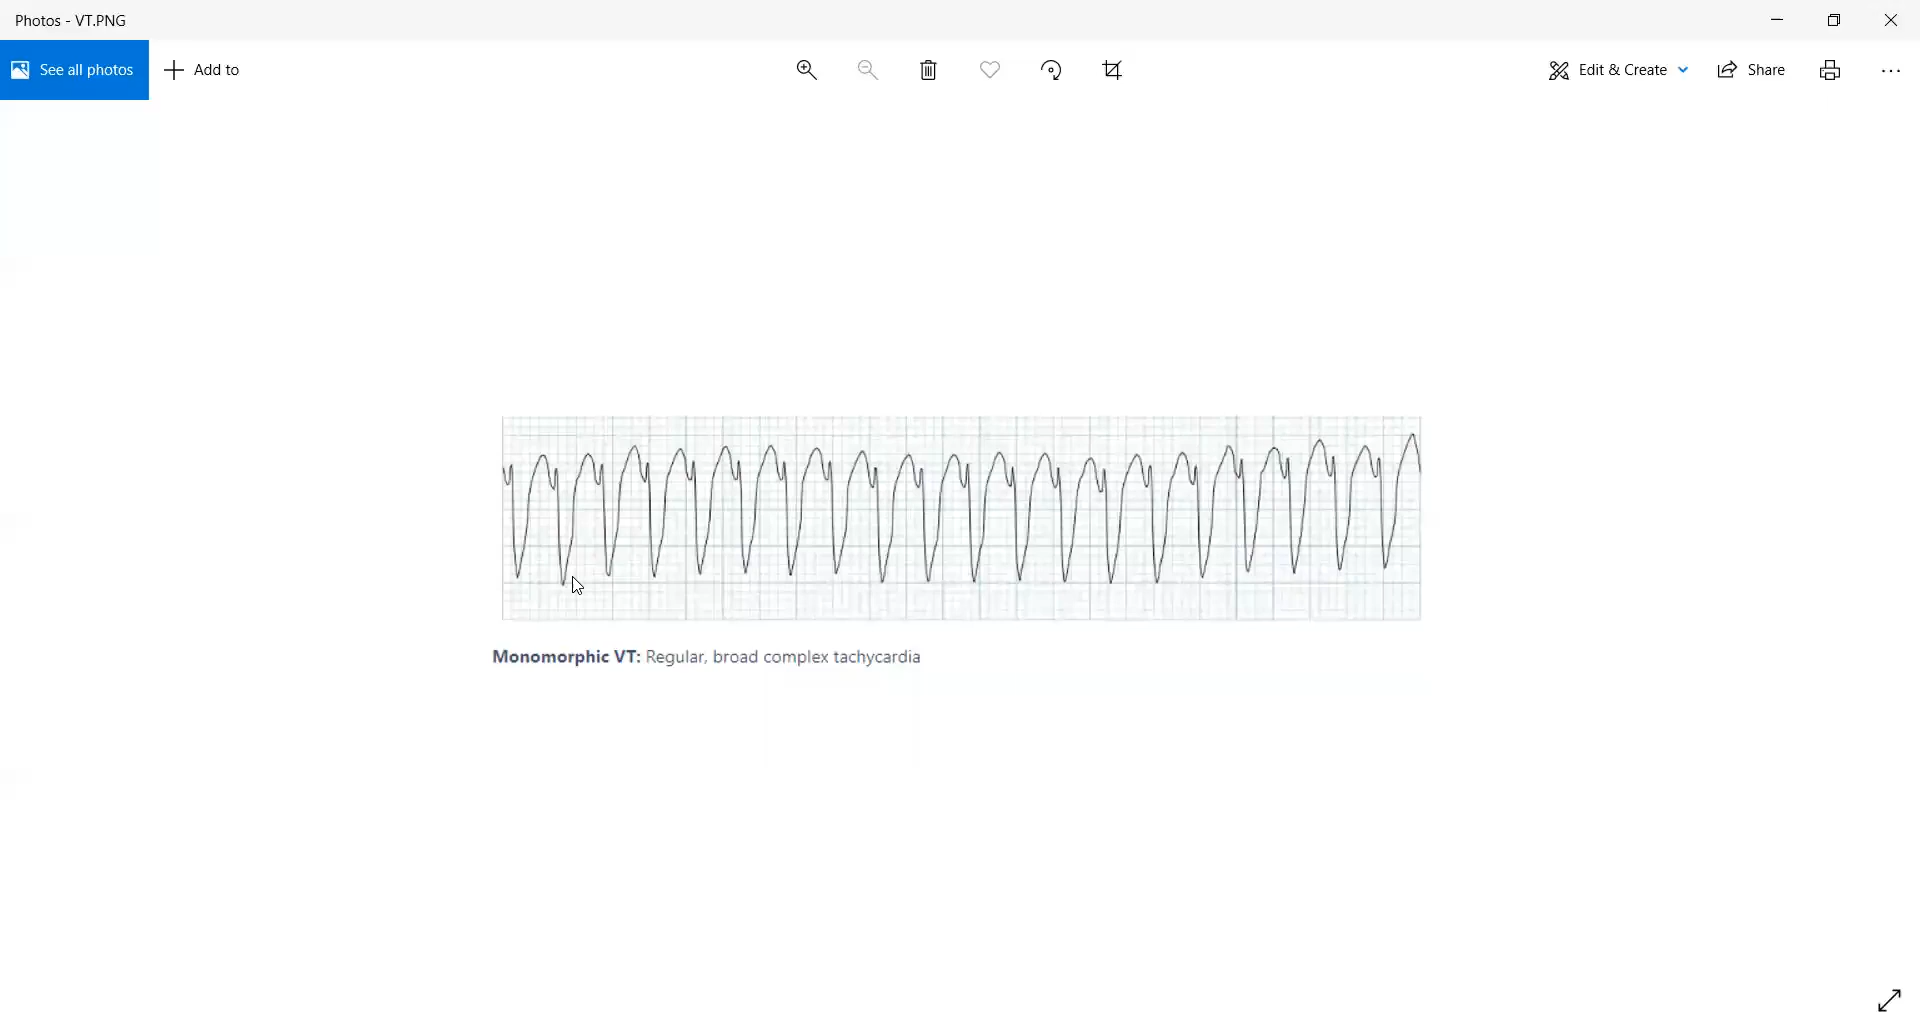 Photos - VT.PNG
See all photos
Add to
Edit & Create
Share
Monomorphic VT: Regular, broad complex tachycardia